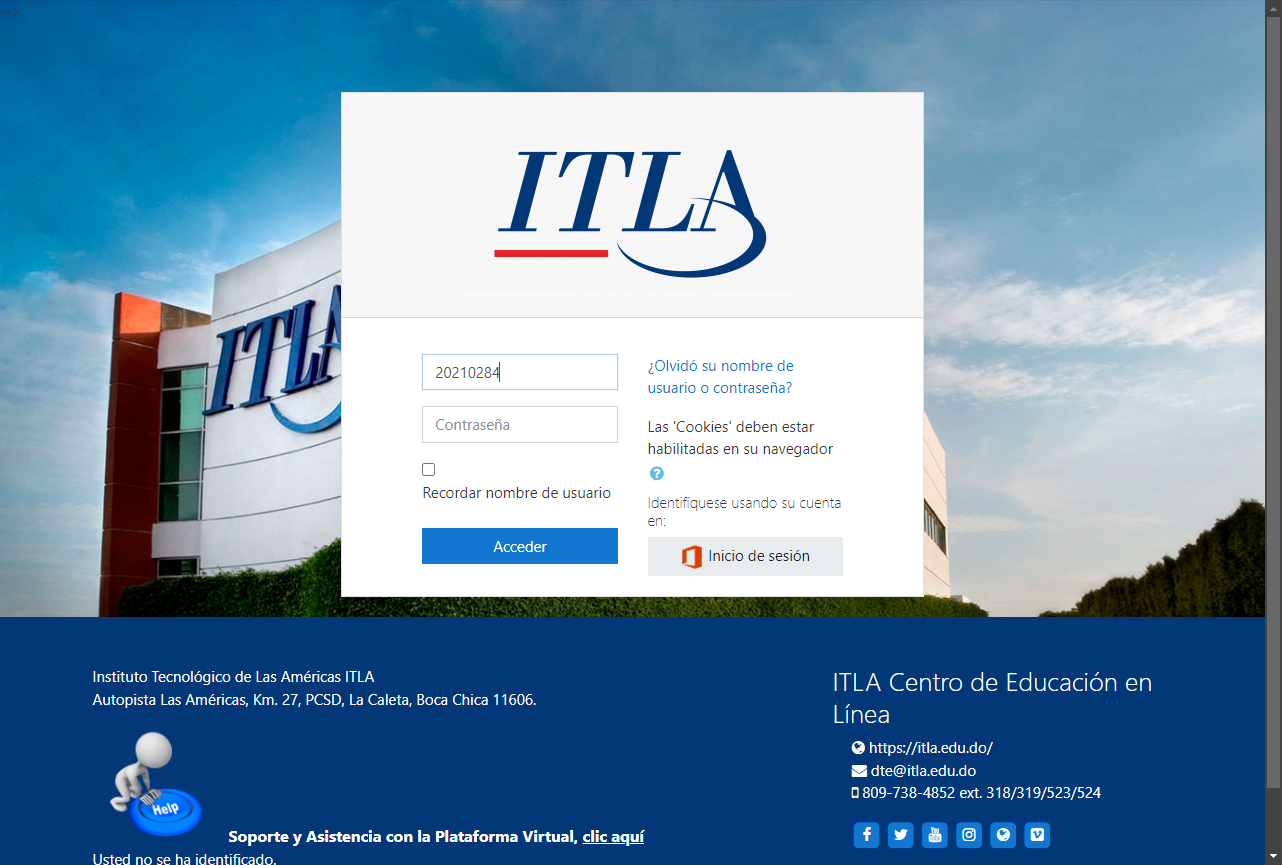 ITLA
ITLA
20210284
Contraseña
Recordar nombre de usuario
Acceder
¿Olvidó su nombre de
usuario o contraseña?
Las 'Cookies' deben estar
habilitadas en su navegador
?
Identifíquese usando su cuenta
en:
Inicio de sesión
Instituto Tecnológico de Las Américas ITLA
Autopista Las Américas, Km. 27, PCSD, La Caleta, Boca Chica 11606.
Help
Soporte y Asistencia con la Plataforma Virtual, clic aquí
Usted no se ha identificado.
ITLA Centro de Educación en
Línea
https://itla.edu.do/
dte@itla.edu.do
809-738-4852 ext. 318/319/523/524